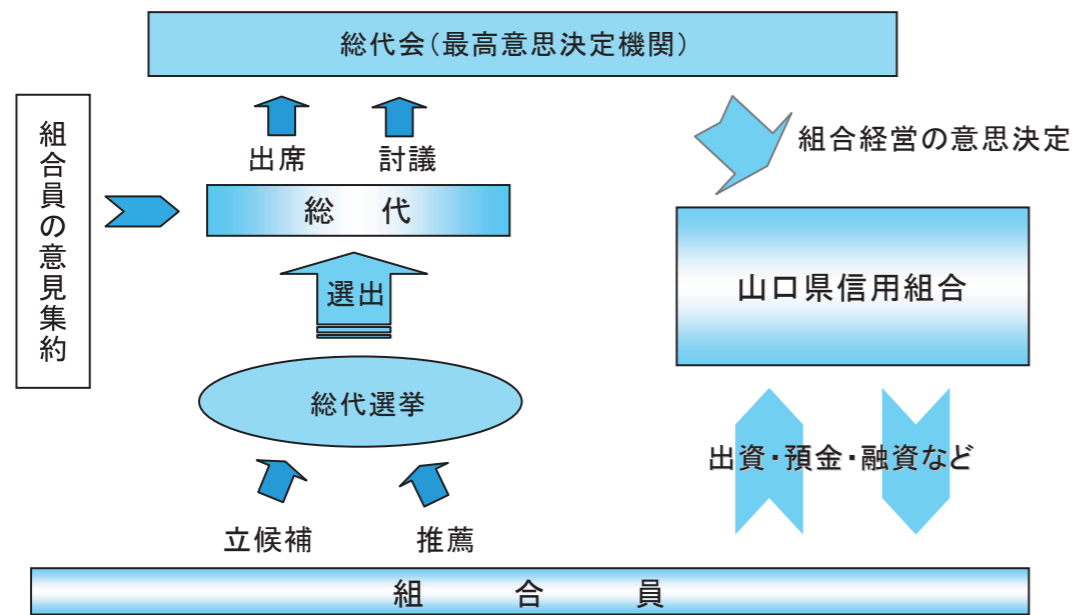 総代会(最高意思決定機関)
組合員の意見集約
出席
討議
総代
選出
総代選挙
立候補
推薦
組合経営の意思決定
山口県信用組合
出資・預金・融資など
組合員